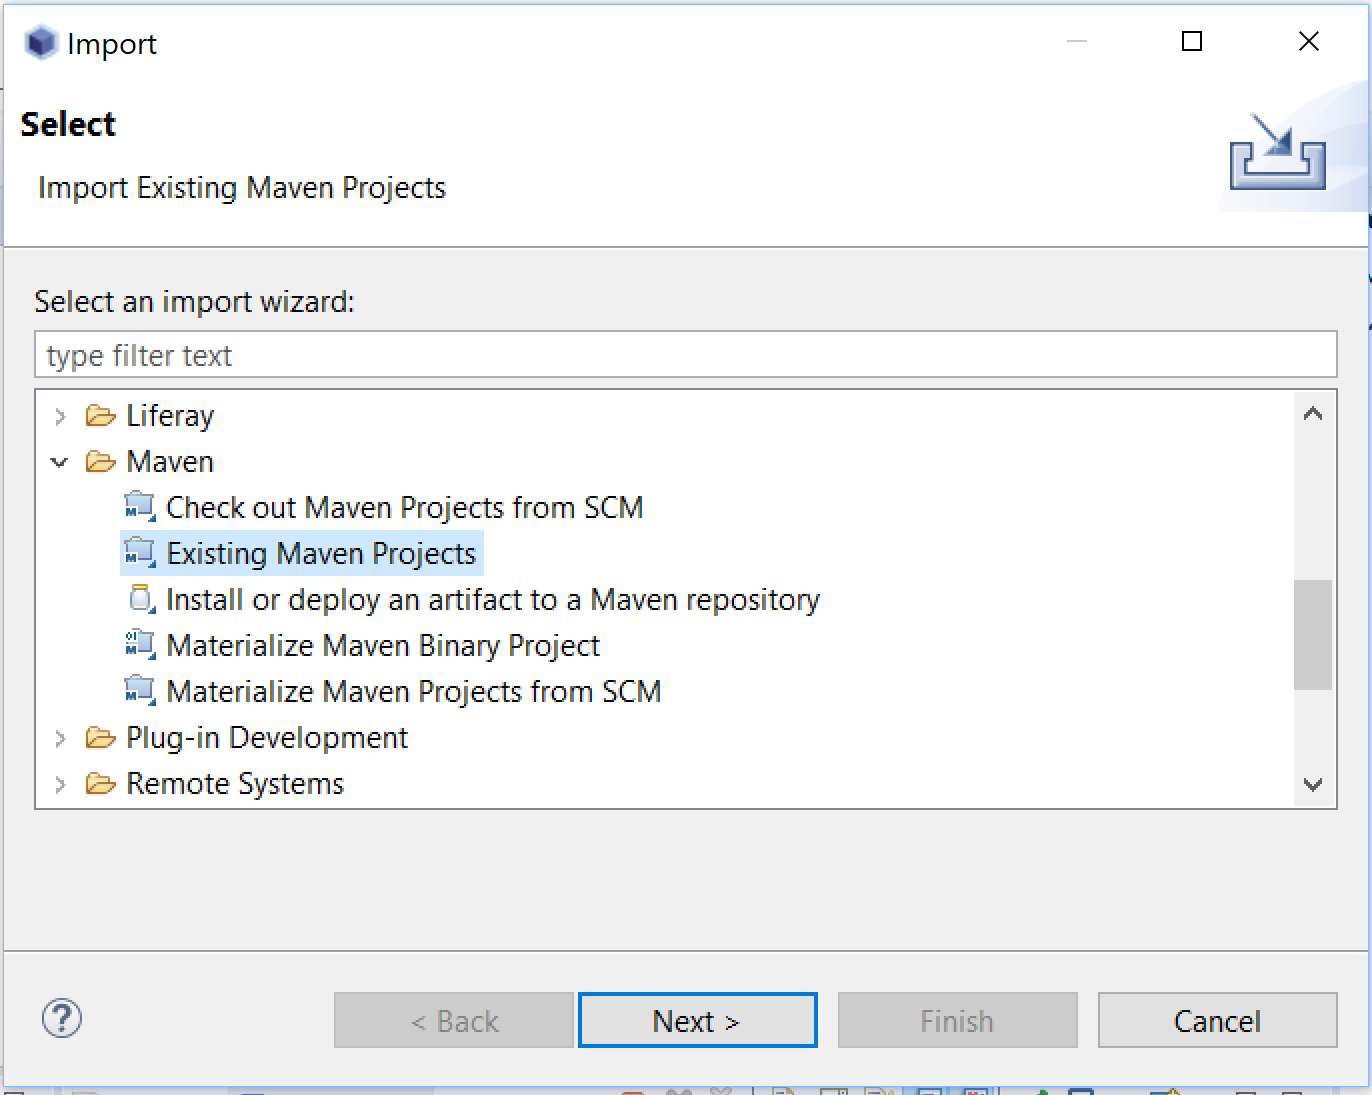 Import
Select
Import Existing Maven Projects
Select an import wizard:
type filter text
Liferay
Maven
Check out Maven Projects from SCM
Existing Maven Projects
Install or deploy an artifact to a Maven repository
Materialize Maven Binary Project
Materialize Maven Projects from SCM
Plug-in Development
Remote Systems
? < Back Next > Finish Cancel